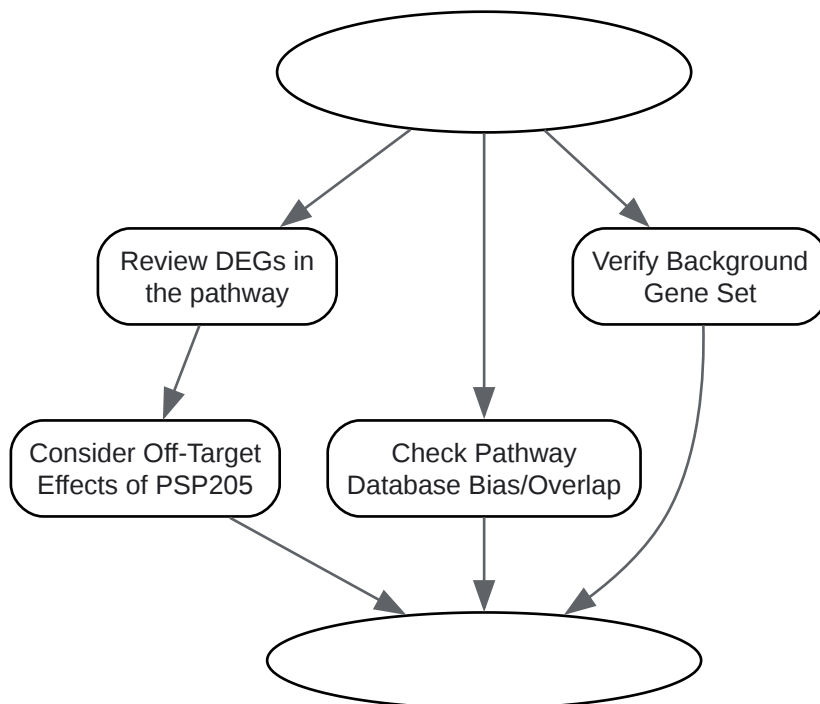 Review DEGs in
the pathway
Verify Background
Gene Set
Consider Off-Target
Effects of PSP205
Check Pathway
Database Bias/Overlap